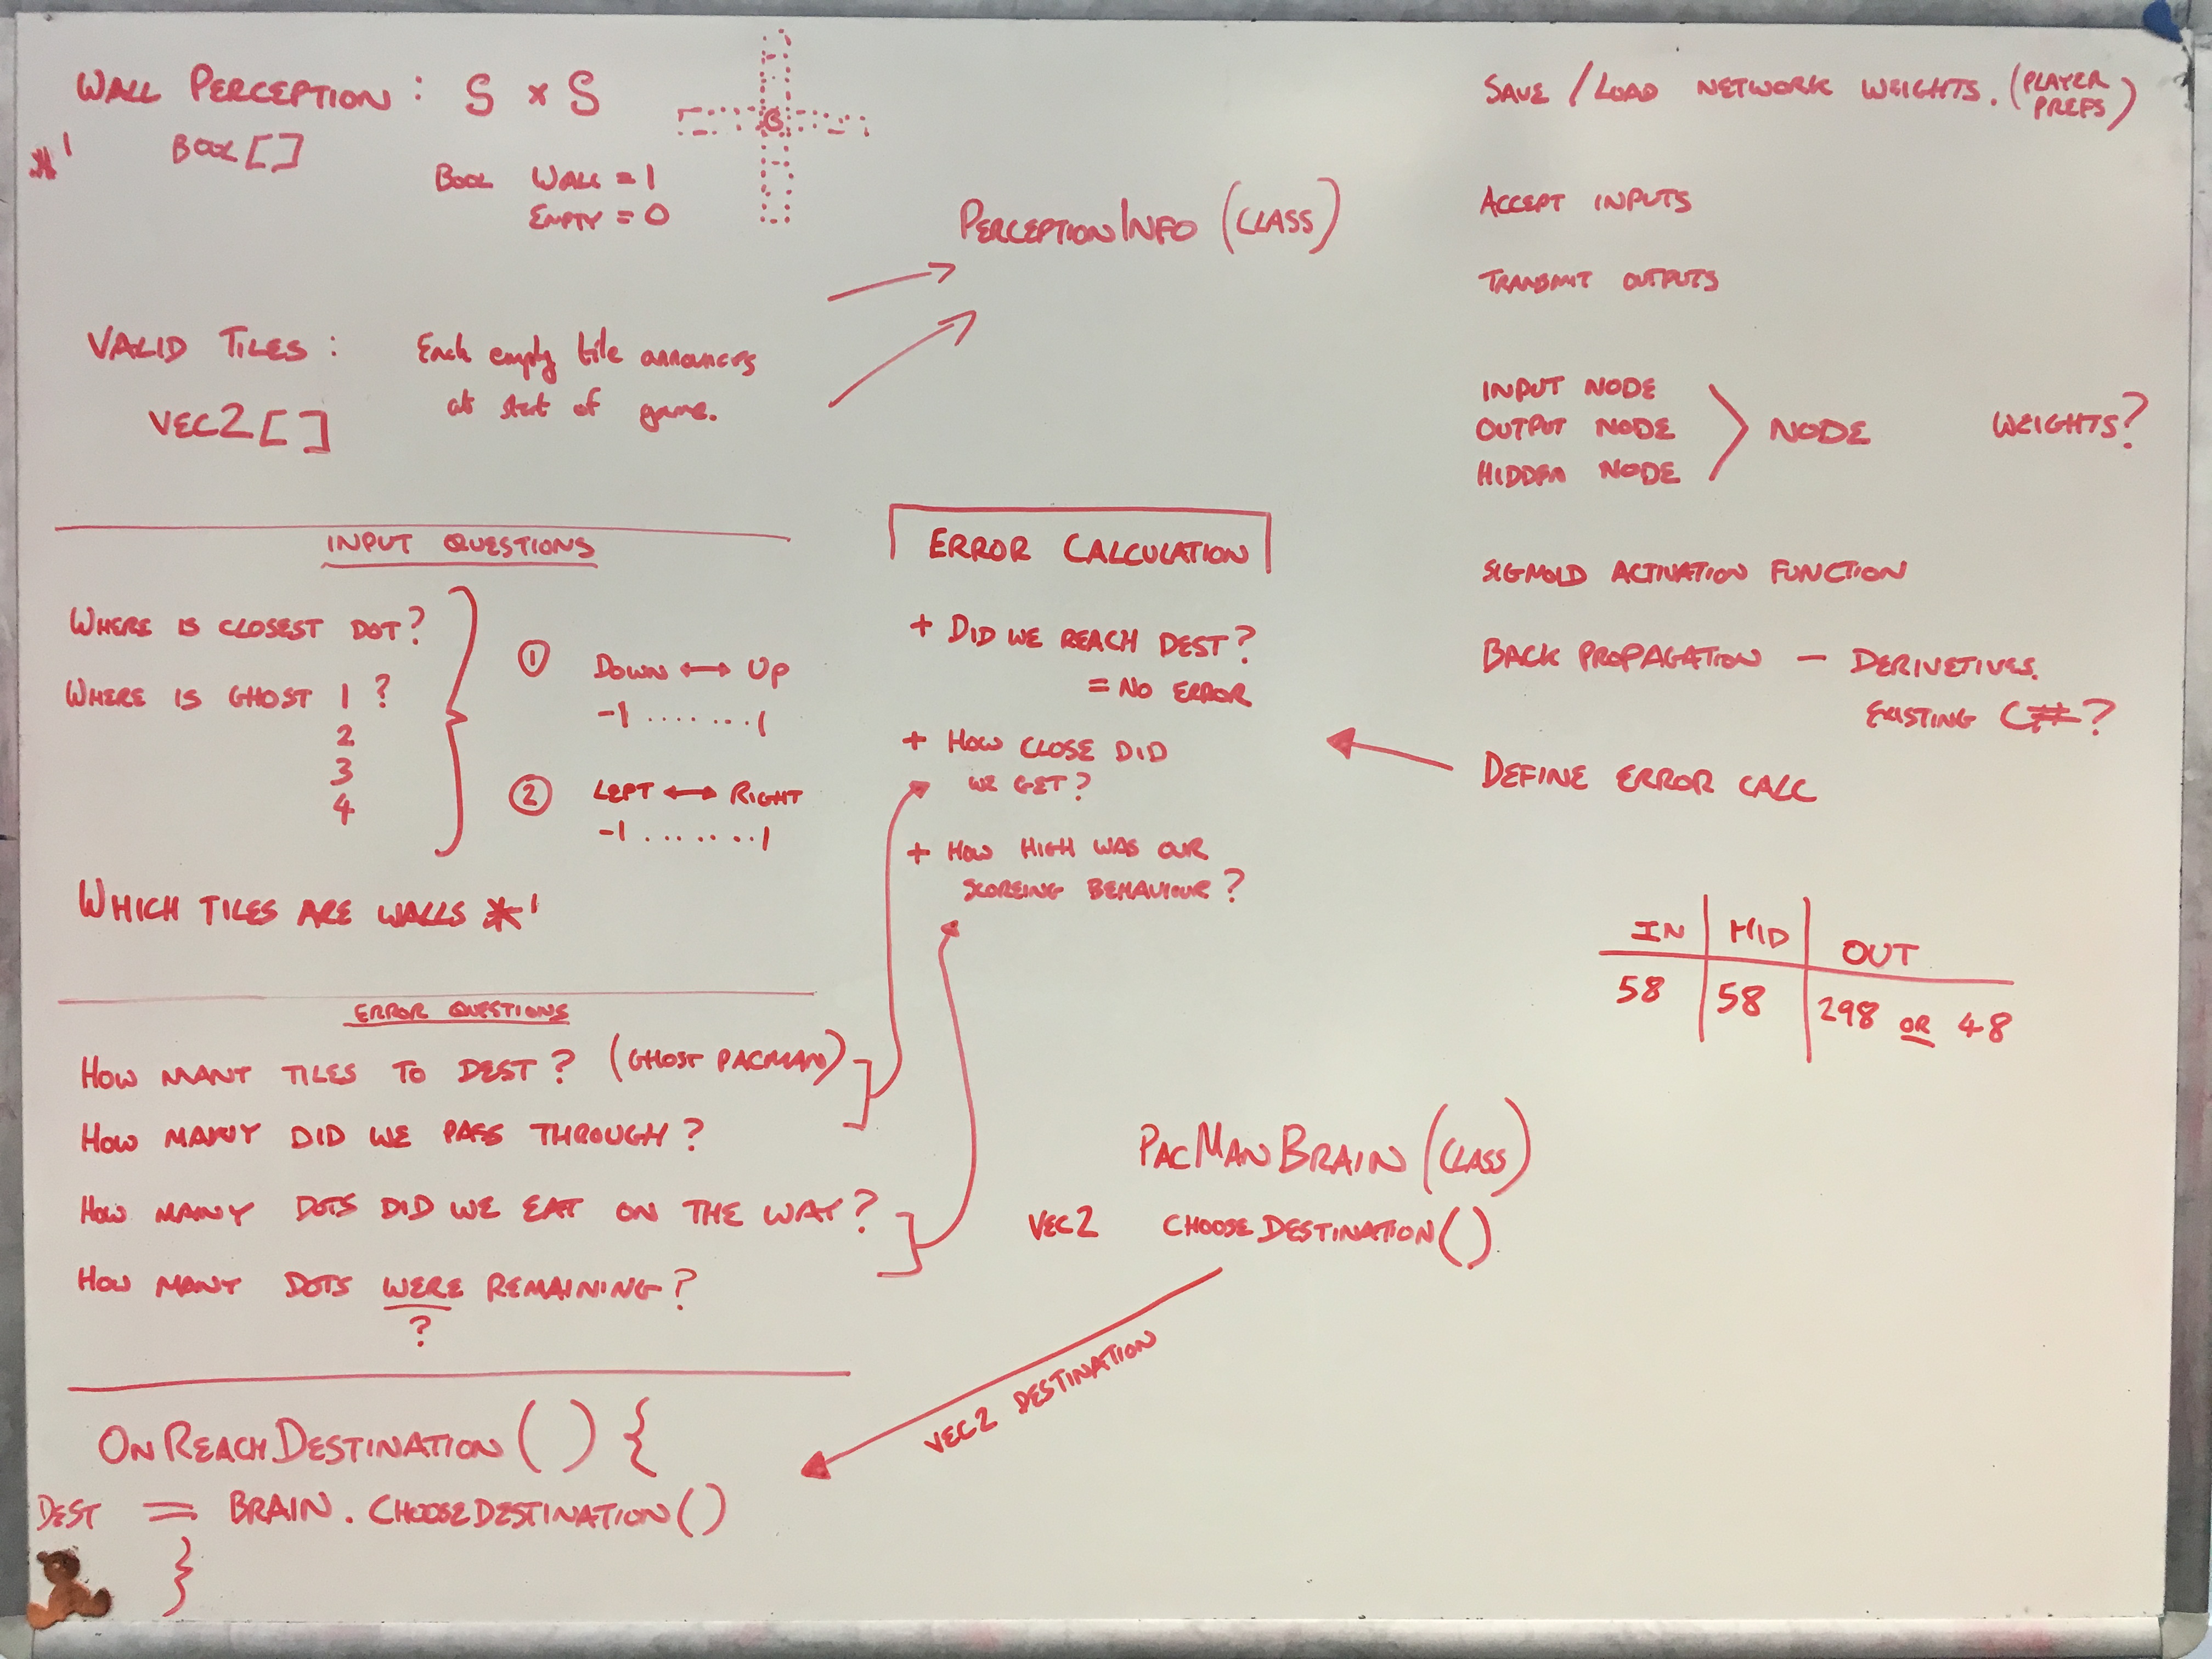 WALL PERCEPTION : S × S
*1 BOOL []
BOOL WALL = 1
EMPTY = 0
PERCEPTIONINFO (CLASS)
VALID TILES : Each empty tile announces
at start of game.
VEC2 []
INPUT QUESTIONS
WHERE IS CLOSEST DOT?
WHERE IS GHOST 1 ?
2
3
4
① DOWN ↔ UP
-1 ........ 1
② LEFT ↔ RIGHT
-1 ....... 1
WHICH TILES ARE WALLS *1
ERROR QUESTIONS
HOW MANT TILES TO DEST? (GHOST PACMAN)
HOW MANY DID WE PASS THROUGH?
HOW MANY DOTS DID WE EAT ON THE WAY?
HOW MANY DOTS WERE REMAINING?
?
ONREACHDESTINATION() {
DEST = BRAIN.CHOOSEDESTINATION()
}
ERROR CALCULATION
+ DID WE REACH DEST?
= NO ERROR
+ HOW CLOSE DID
WE GET?
+ HOW HIGH WAS OUR
SCOREING BEHAVIOUR?
PACMANBRAIN (CLASS)
VEC2 CHOOSEDESTINATION()
VEC2 DESTINATION
SAVE / LOAD NETWORK WEIGHTS. (PLAYER
PREFS)
ACCEPT INPUTS
TRANSMIT OUTPUTS
INPUT NODE
OUTPUT NODE > NODE WEIGHTS?
HIDDEN NODE
SIGMOLD ACTIVATION FUNCTION
BACK PROPAGATION — DERIVETIVES.
EXISTING C#?
DEFINE ERROR CALC
IN HID OUT
58 58 298 OR 48